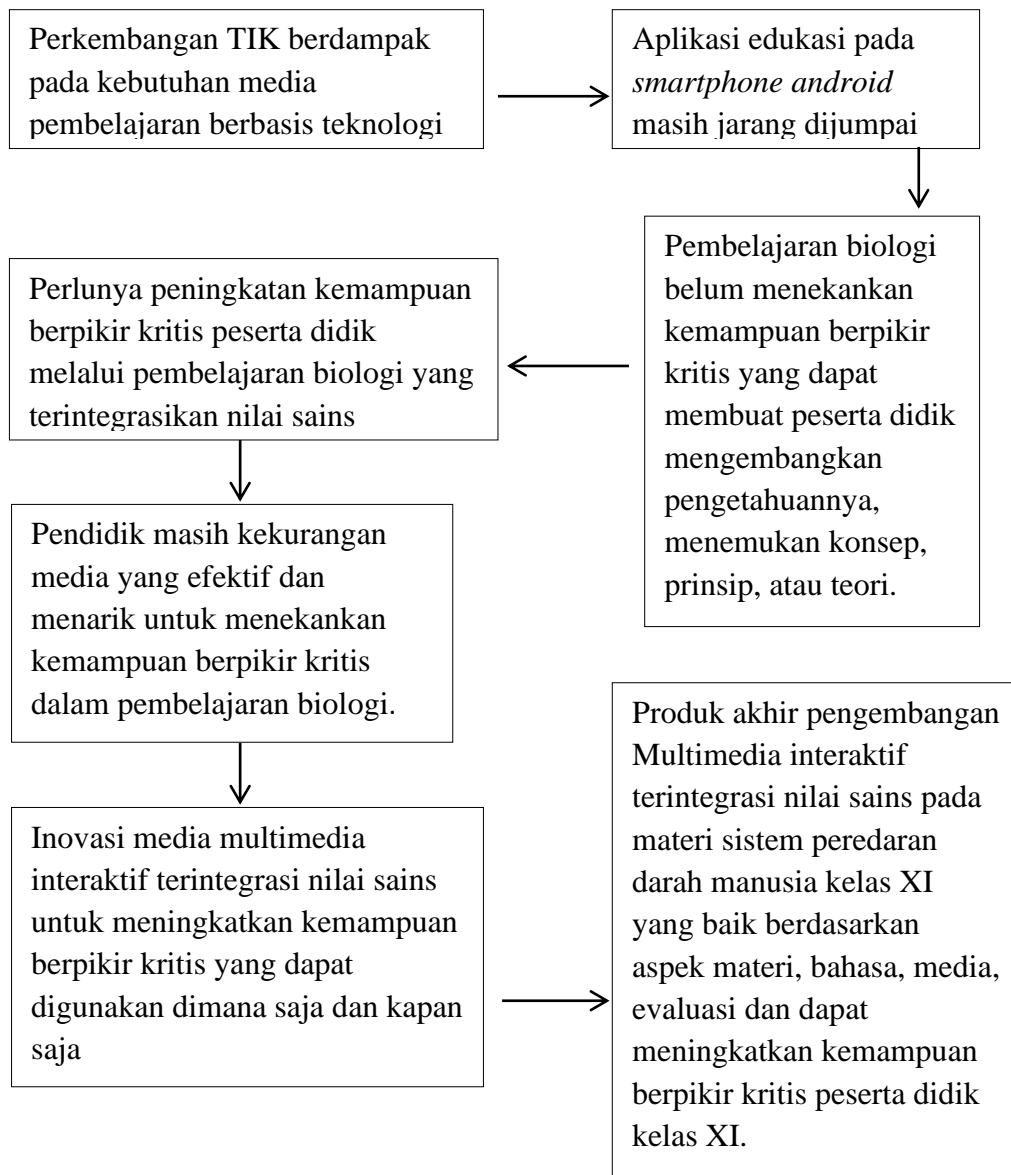 Perkembangan TIK berdampak
pada kebutuhan media
pembelajaran berbasis teknologi
Aplikasi edukasi pada
smartphone android
masih jarang dijumpai
Pembelajaran biologi
belum menekankan
kemampuan berpikir
kritis yang dapat
membuat peserta didik
mengembangkan
pengetahuannya,
menemukan konsep,
prinsip, atau teori.
Perlunya peningkatan kemampuan
berpikir kritis peserta didik
melalui pembelajaran biologi yang
terintegrasikan nilai sains
Pendidik masih kekurangan
media yang efektif dan
menarik untuk menekankan
kemampuan berpikir kritis
dalam pembelajaran biologi.
Inovasi media multimedia
interaktif terintegrasi nilai sains
untuk meningkatkan kemampuan
berpikir kritis yang dapat
digunakan dimana saja dan kapan
saja
Produk akhir pengembangan
Multimedia interaktif
terintegrasi nilai sains pada
materi sistem peredaran
darah manusia kelas XI
yang baik berdasarkan
aspek materi, bahasa, media,
evaluasi dan dapat
meningkatkan kemampuan
berpikir kritis peserta didik
kelas XI.